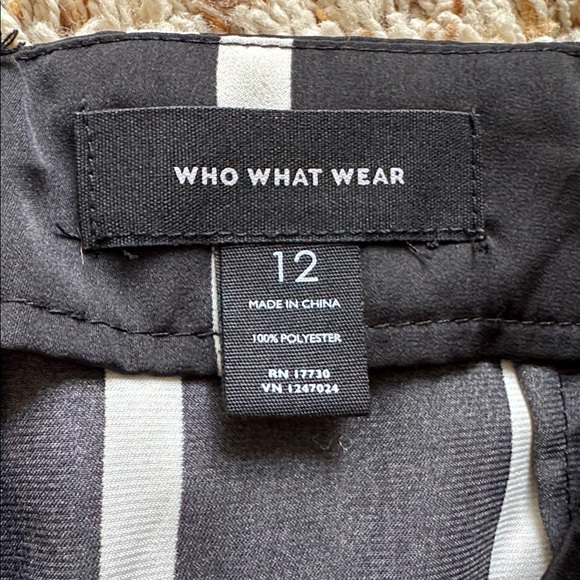 WHO WHAT WEAR
12
MADE IN CHINA
100% POLYESTER
RN 17730
VN 1247024